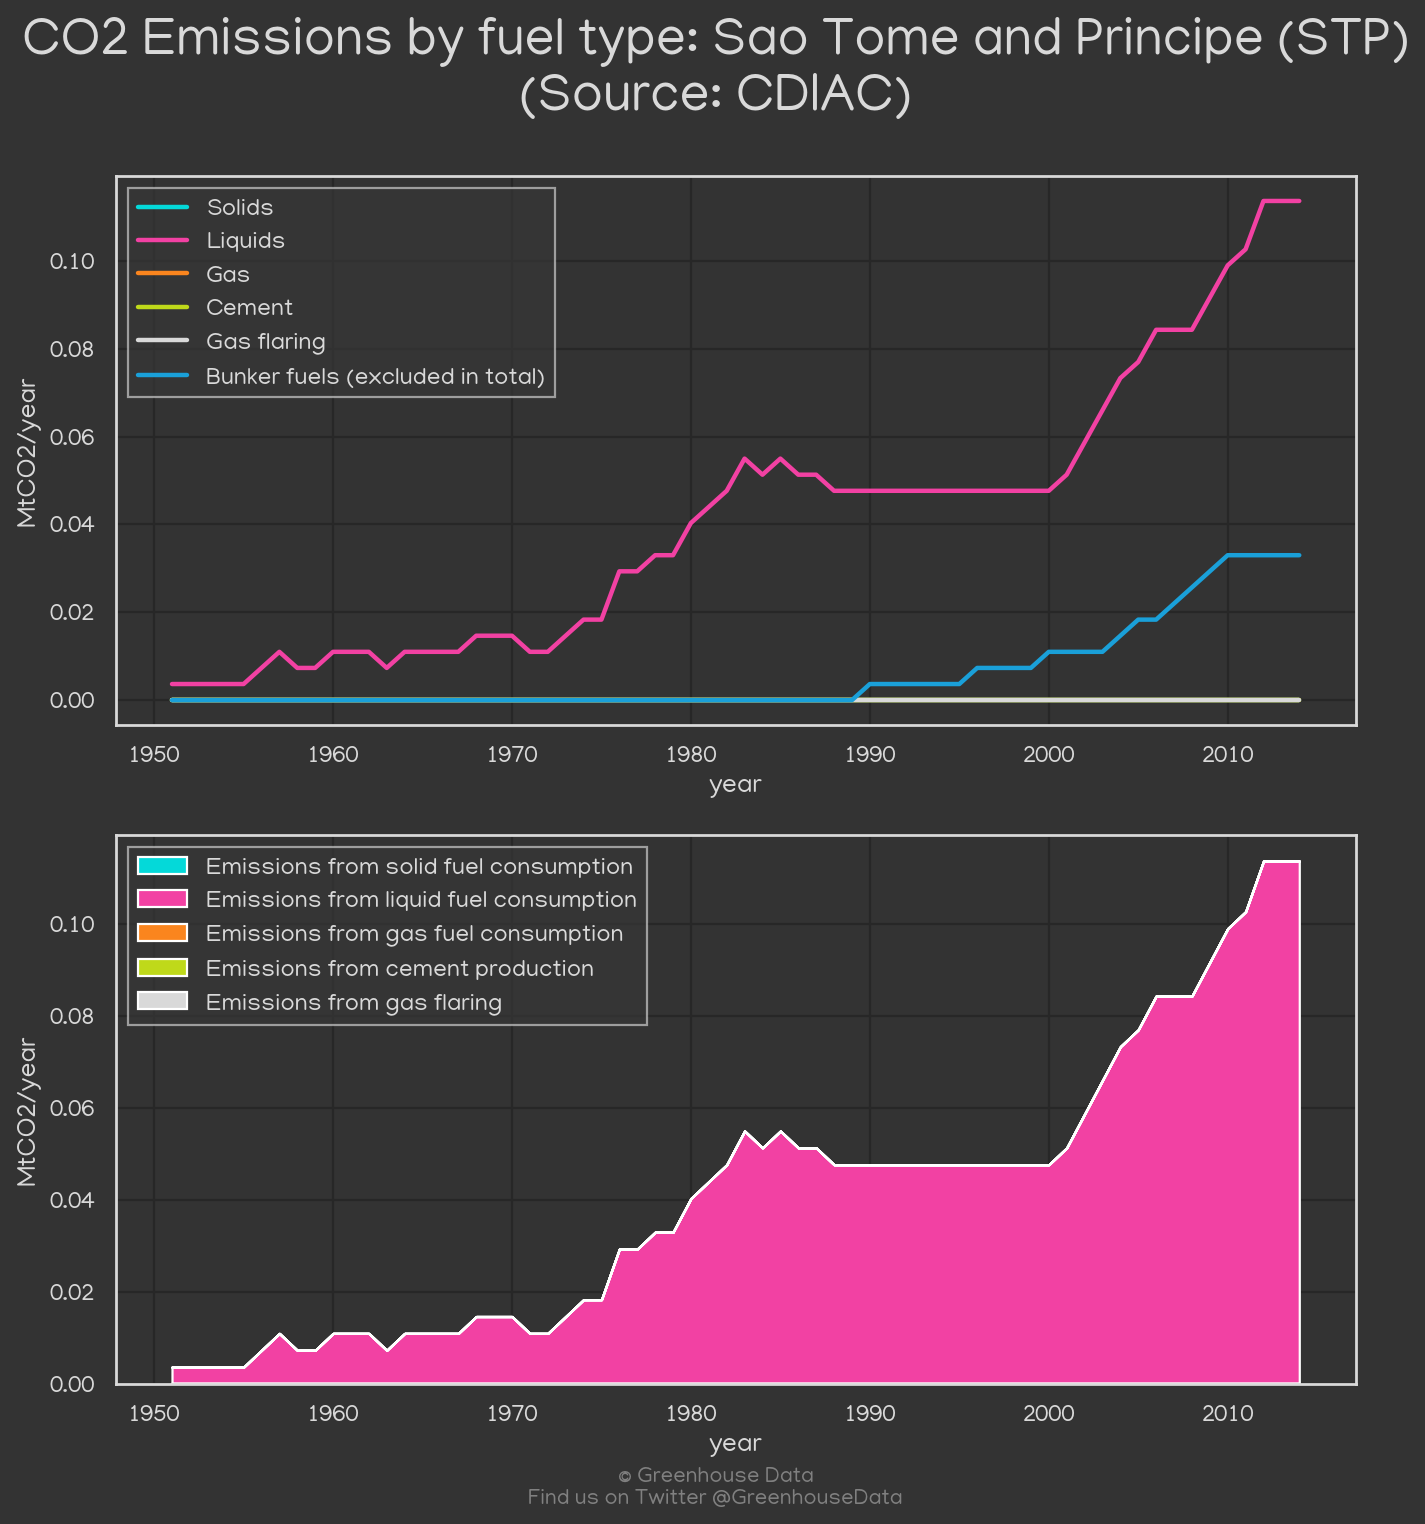 CO2 Emissions by fuel type: Sao Tome and Principe (STP)
(Source: CDIAC)
Solids
Liquids
Gas
Cement
Gas flaring
Bunker fuels (excluded in total)
0.10
0.08
0.06
0.04
0.02
0.00
MtCO2/year
1950 1960 1970 1980 1990 2000 2010
year
Emissions from solid fuel consumption
Emissions from liquid fuel consumption
Emissions from gas fuel consumption
Emissions from cement production
Emissions from gas flaring
0.10
0.08
0.06
0.04
0.02
0.00
MtCO2/year
1950 1960 1970 1980 1990 2000 2010
year
© Greenhouse Data
Find us on Twitter @GreenhouseData